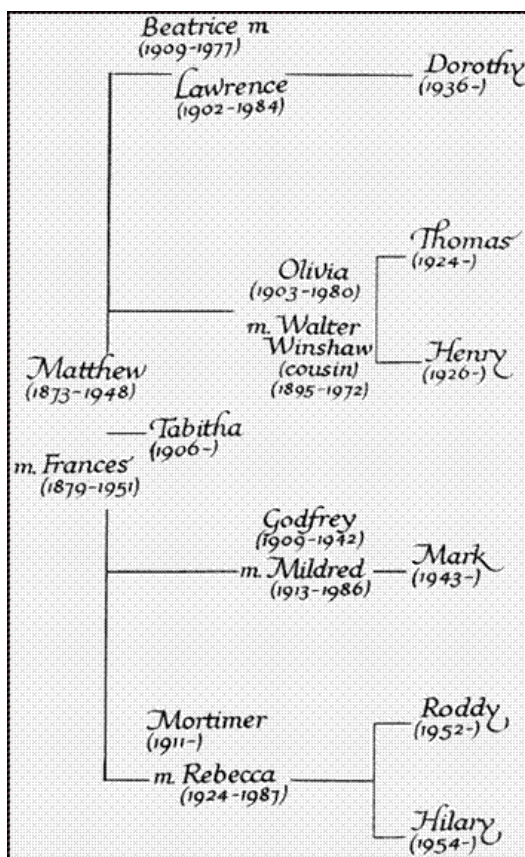 Beatrice m
(1909-1977)
Lawrence
(1902-1984)
Dorothy
(1936-)
Thomas
(1924-)
Olivia
(1903-1980)
m. Walter
Winshaw
(cousin)
(1895-1972)
Henry
(1926-)
Matthew
(1873-1948)
Tabitha
(1906-)
m. Frances
(1879-1951)
Godfrey
(1909-1942)
m. Mildred
(1913-1986)
Mark
(1943-)
Mortimer
(1911-)
m. Rebecca
(1924-1987)
Roddy
(1952-)
Hilary
(1954-)